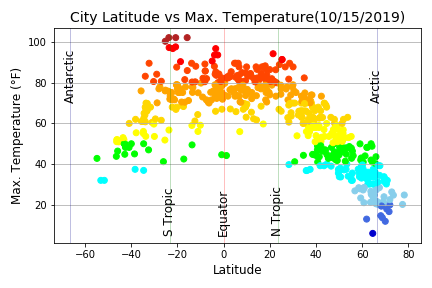 City Latitude vs Max. Temperature(10/15/2019)
Max. Temperature (°F)
100
80
60
40
20
Antarctic
S Tropic
Equator
N Tropic
Arctic
−60
−40
−20
0
20
40
60
80
Latitude